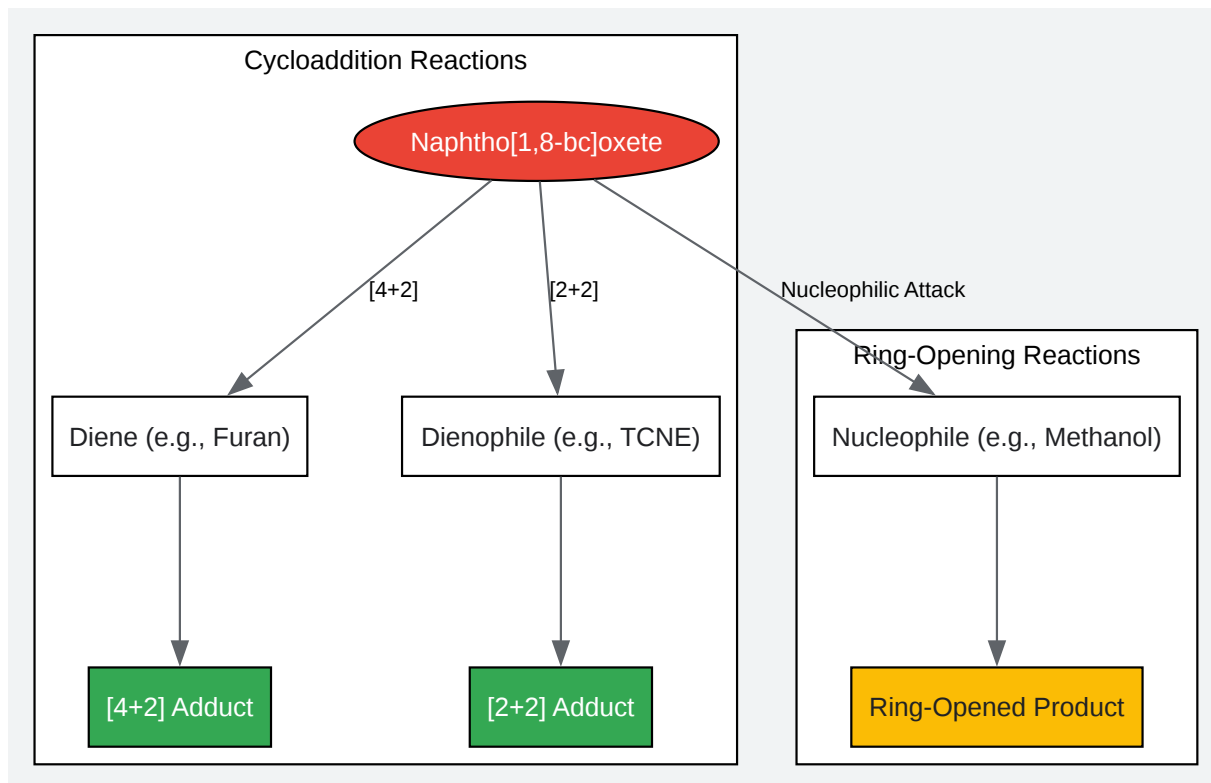 Cycloaddition Reactions
Naphtho[1,8-bc]oxete
[4+2]
[2+2]
Nucleophilic Attack
Ring-Opening Reactions
Diene (e.g., Furan)
Dienophile (e.g., TCNE)
Nucleophile (e.g., Methanol)
[4+2] Adduct
[2+2] Adduct
Ring-Opened Product